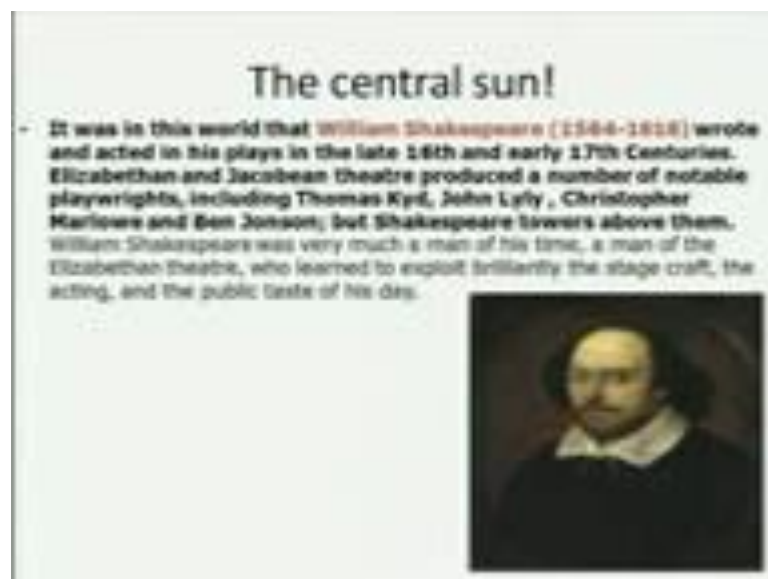 The central sun!
- It was in this world that William Shakespeare (1564-1616) wrote
and acted in his plays in the late 16th and early 17th Centuries.
Elizabethan and Jacobean theatre produced a number of notable
playwrights, including Thomas Kyd, John Lyly , Christopher
Marlowe and Ben Jonson; but Shakespeare towers above them.
William Shakespeare was very much a man of his time, a man of the
Elizabethan theatre, who learned to exploit brilliantly the stage craft, the
acting, and the public taste of his day.